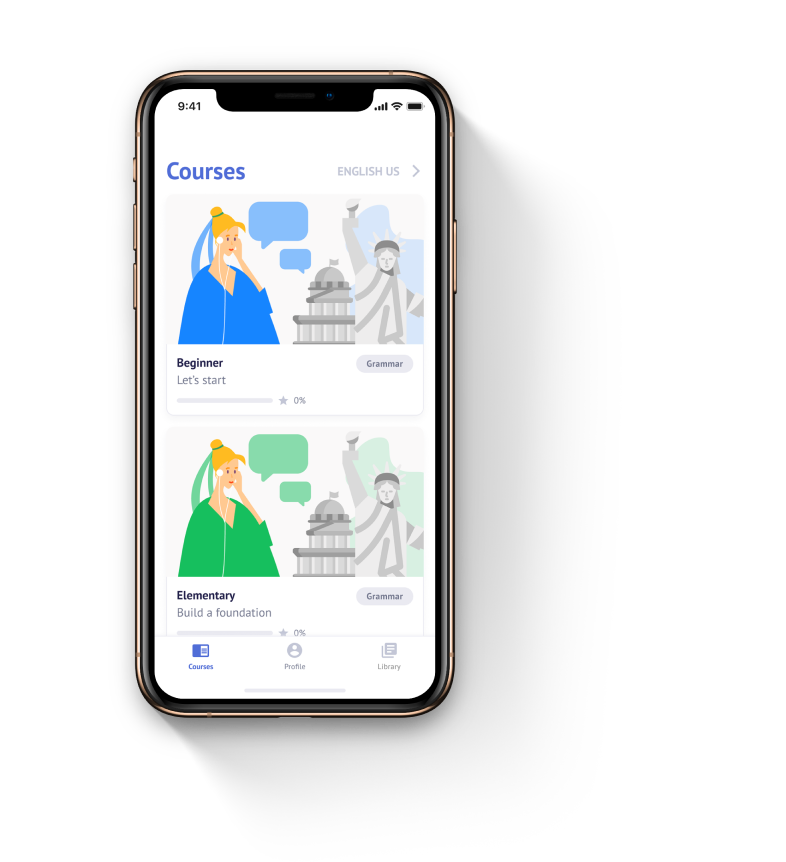 9:41
Courses ENGLISH US
Beginner Grammar
Let's start
0%
Elementary Grammar
Build a foundation
0%
Courses Profile Library